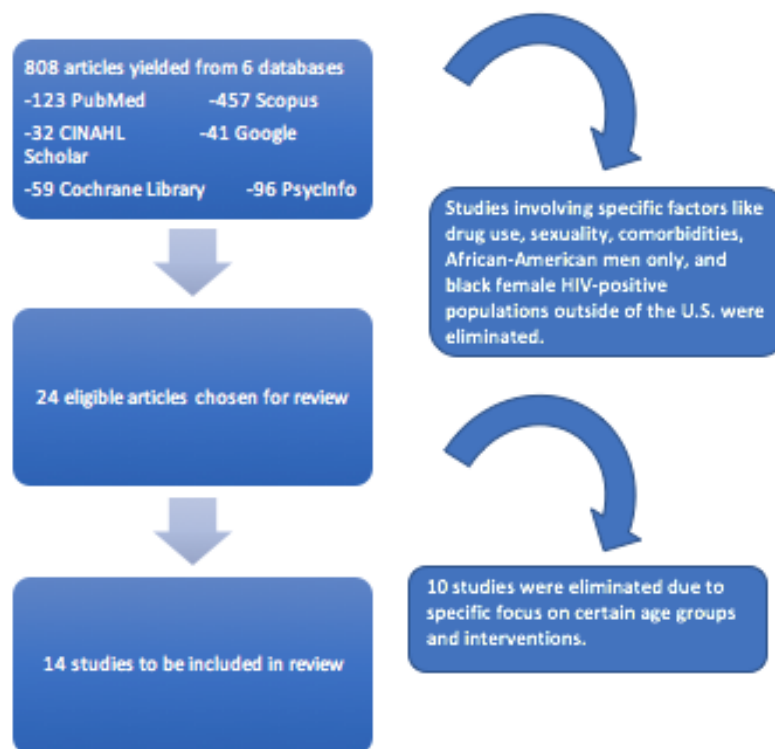 808 articles yielded from 6 databases
-123 PubMed -457 Scopus
-32 CINAHL -41 Google
Scholar
-59 Cochrane Library -96 PsycInfo
Studies involving specific factors like
drug use, sexuality, comorbidities,
African-American men only, and
black female HIV-positive
populations outside of the U.S. were
eliminated.
24 eligible articles chosen for review
10 studies were eliminated due to
specific focus on certain age groups
and interventions.
14 studies to be included in review